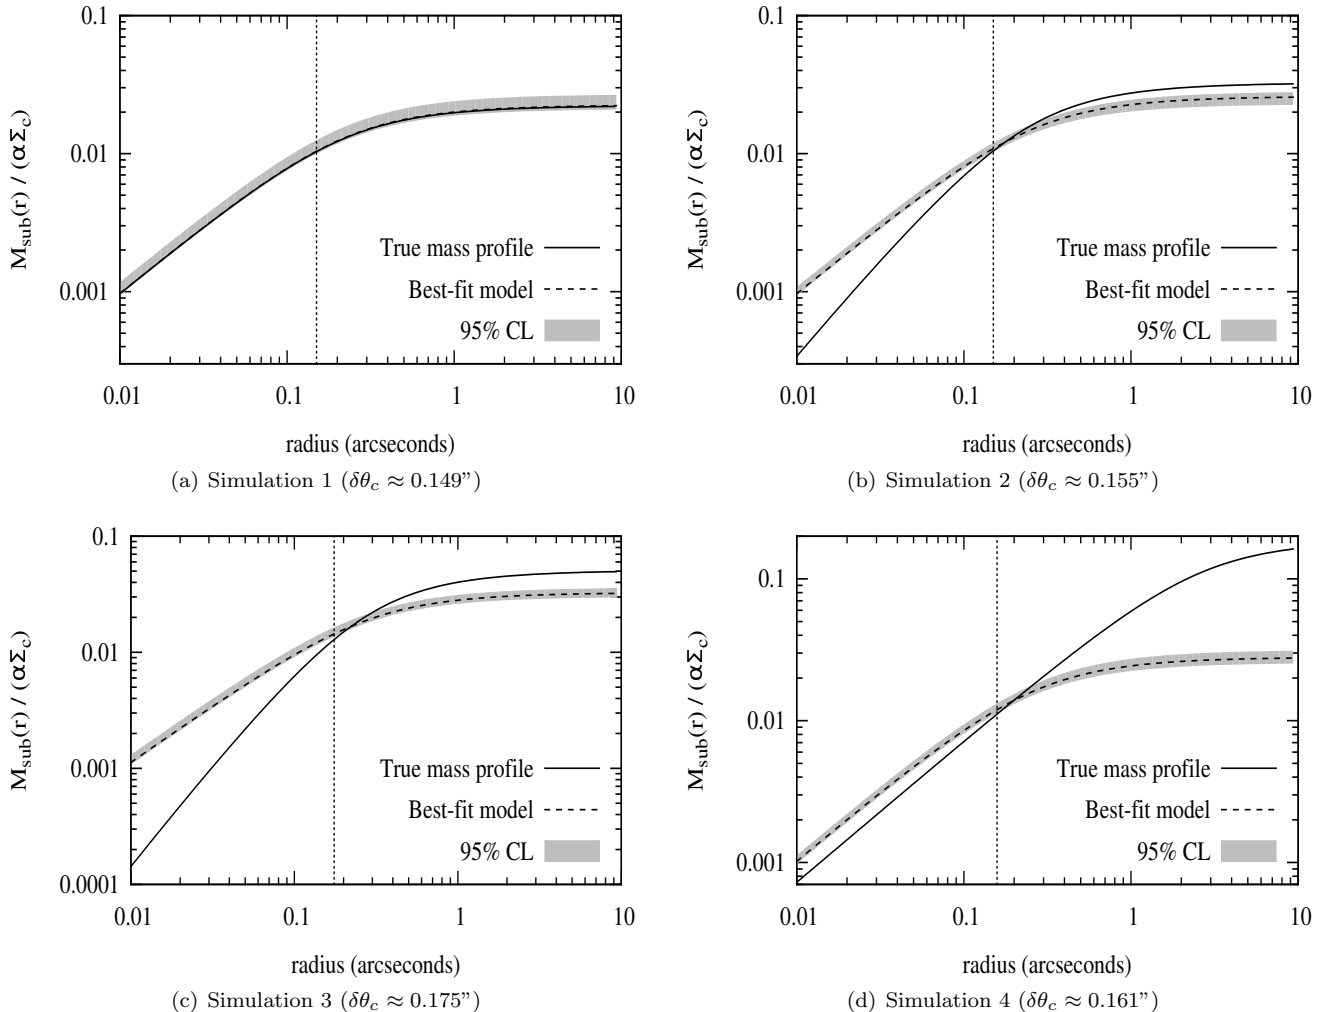 0.1
0.01
0.001
M_sub(r) / (αΣ_c)
True mass profile
Best-fit model
95% CL
0.01 0.1 1 10
radius (arcseconds)
(a) Simulation 1 (δθ_c ≈ 0.149”)
0.1
0.01
0.001
M_sub(r) / (αΣ_c)
True mass profile
Best-fit model
95% CL
0.01 0.1 1 10
radius (arcseconds)
(b) Simulation 2 (δθ_c ≈ 0.155”)
0.1
0.01
0.001
0.0001
M_sub(r) / (αΣ_c)
True mass profile
Best-fit model
95% CL
0.01 0.1 1 10
radius (arcseconds)
(c) Simulation 3 (δθ_c ≈ 0.175”)
0.1
0.01
0.001
M_sub(r) / (αΣ_c)
True mass profile
Best-fit model
95% CL
0.01 0.1 1 10
radius (arcseconds)
(d) Simulation 4 (δθ_c ≈ 0.161”)